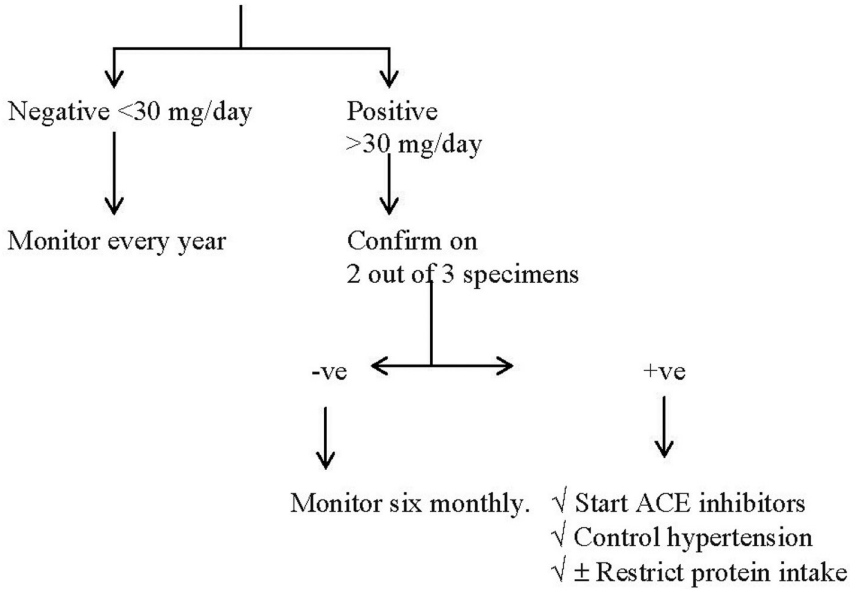 Negative <30 mg/day
Positive
>30 mg/day
Monitor every year
Confirm on
2 out of 3 specimens
-ve
+ve
Monitor six monthly.
√ Start ACE inhibitors
√ Control hypertension
√ ± Restrict protein intake